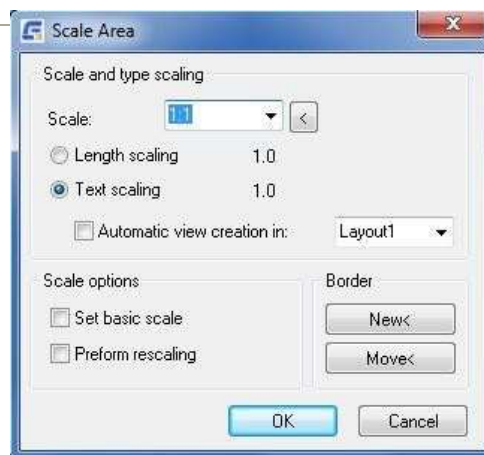 Scale Area
Scale and type scaling
Scale: 1:1 <
Length scaling 1.0
Text scaling 1.0
Automatic view creation in: Layout1
Scale options
Set basic scale
Preform rescaling
Border
New<
Move<
OK Cancel